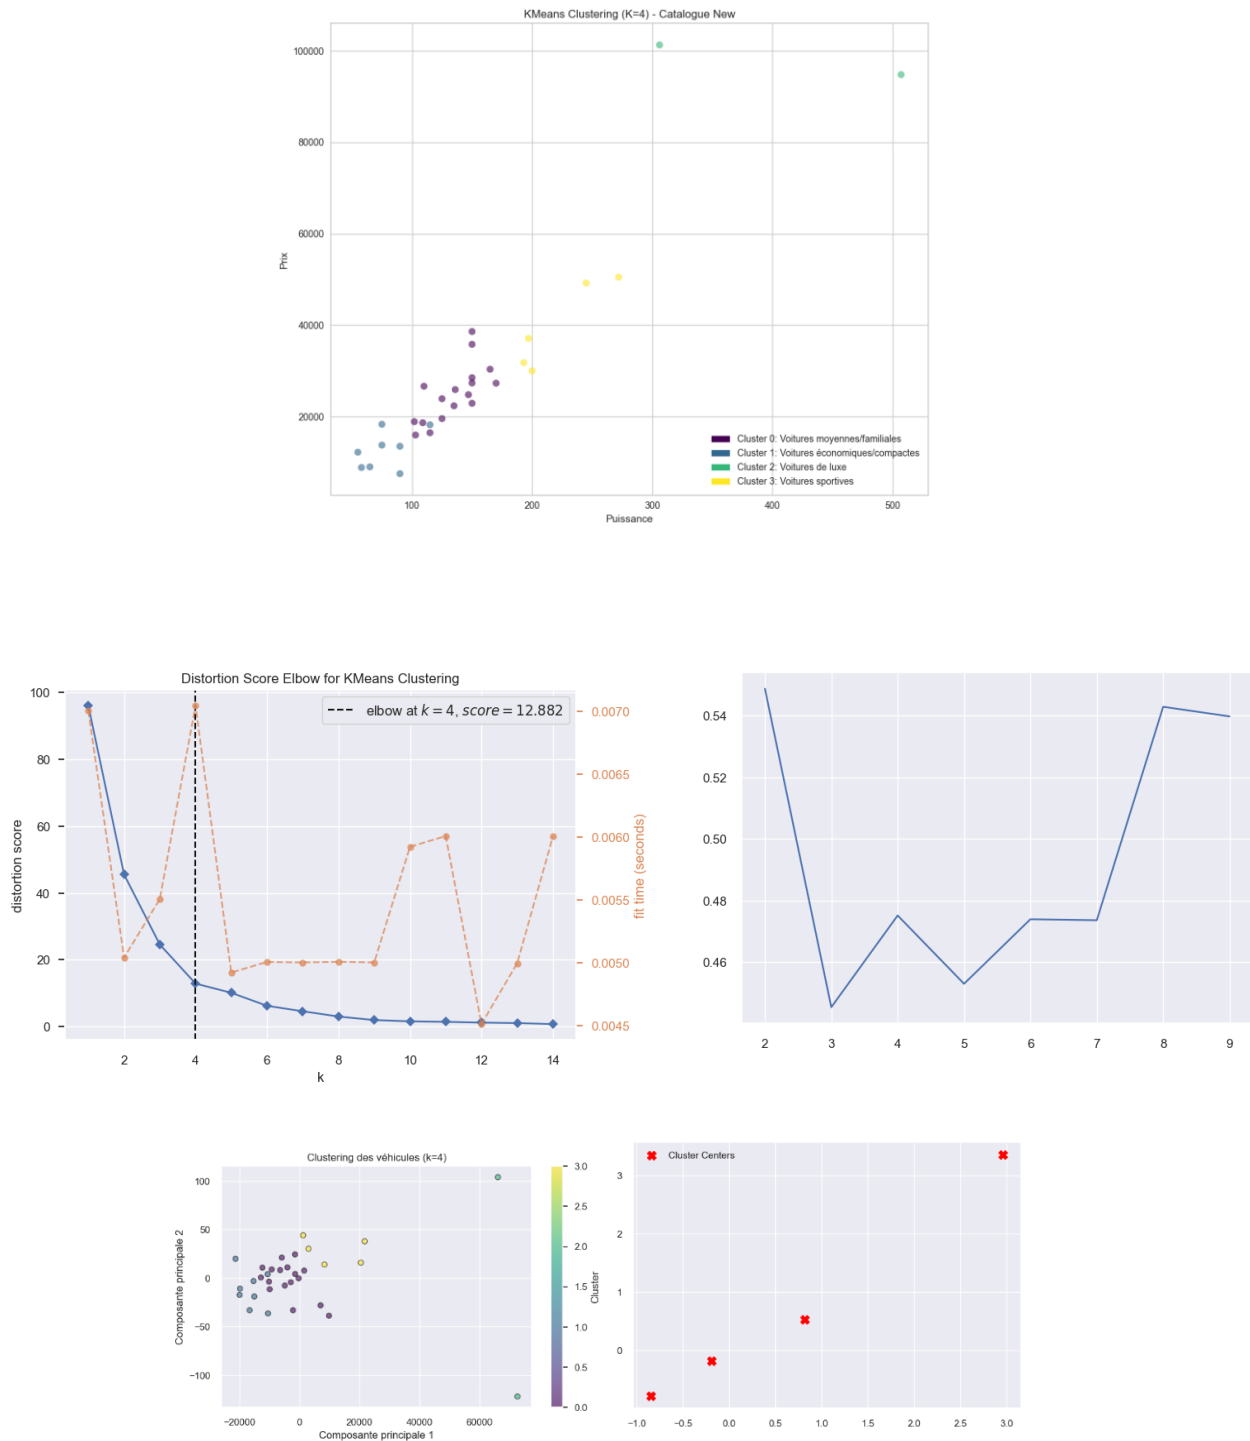 KMeans Clustering (K=4) - Catalogue New
100000
80000
60000
40000
20000
Prix
100 200 300 400 500
Puissance
Cluster 0: Voitures moyennes/familiales
Cluster 1: Voitures économiques/compactes
Cluster 2: Voitures de luxe
Cluster 3: Voitures sportives
Distortion Score Elbow for KMeans Clustering
elbow at k = 4, score = 12.882
100
80
60
40
20
0
distortion score
2 4 6 8 10 12 14
k
0.0070
0.0065
0.0060
0.0055
0.0050
0.0045
fit time (seconds)
0.54
0.52
0.50
0.48
0.46
2 3 4 5 6 7 8 9
Clustering des véhicules (k=4)
100
50
0
−50
−100
Composante principale 2
−20000 0 20000 40000 60000
Composante principale 1
3.0
2.5
2.0
1.5
1.0
0.5
0.0
Cluster
Cluster Centers
3
2
1
0
−1.0 −0.5 0.0 0.5 1.0 1.5 2.0 2.5 3.0